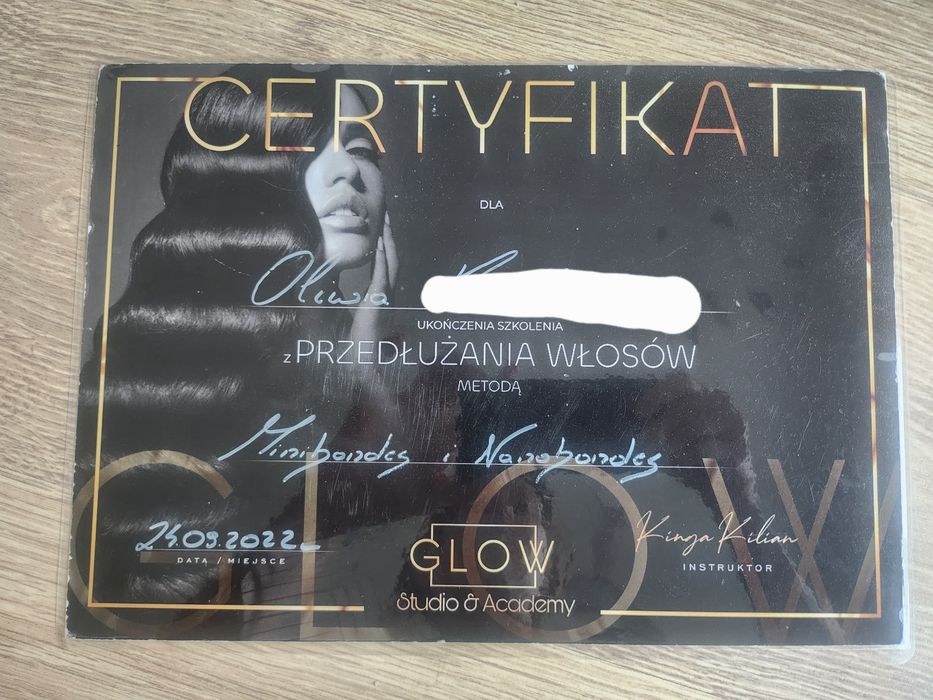 CERTYFIKAT
DLA
Oliwia
UKOŃCZENIA SZKOLENIA
z PRZEDŁUŻANIA WŁOSÓW
METODĄ
Minibondes i Nanobondes
24.09.2022
DATA / MIEJSCE
GLOW
Studio & Academy
Kinga Kilian
INSTRUKTOR
GLOW